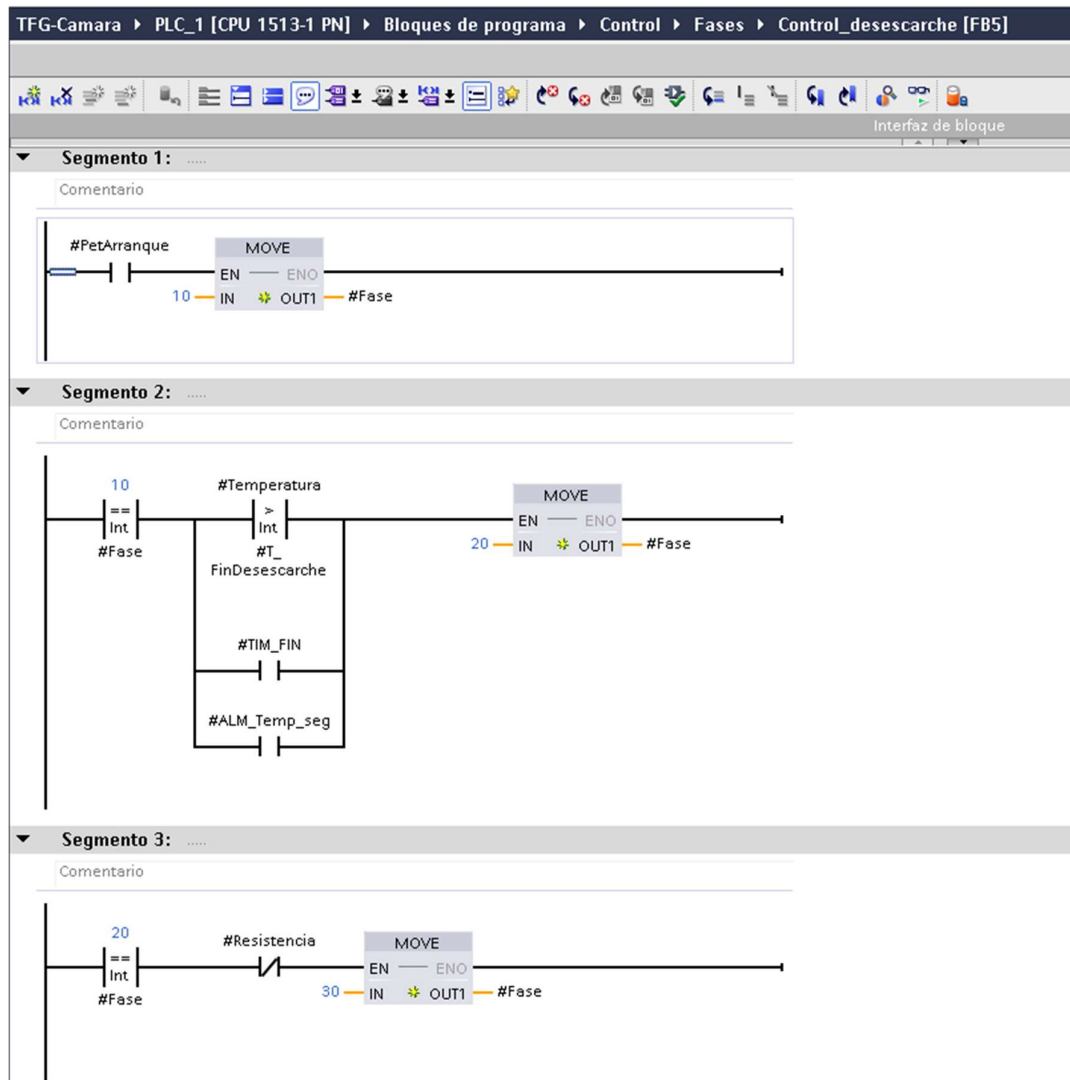 TFG-Camara ▸ PLC_1 [CPU 1513-1 PN] ▸ Bloques de programa ▸ Control ▸ Fases ▸ Control_desescarche [FB5]
Interfaz de bloque
Segmento 1: .....
Comentario
#PetArranque
MOVE
EN ENO
10 IN OUT1 #Fase
Segmento 2: .....
Comentario
10 #Temperatura
MOVE
== >
Int Int
EN ENO
#Fase #T_
FinDesescarche
20 IN OUT1 #Fase
#TIM_FIN
#ALM_Temp_seg
Segmento 3: .....
Comentario
20 #Resistencia
MOVE
==
Int
EN ENO
#Fase
30 IN OUT1 #Fase